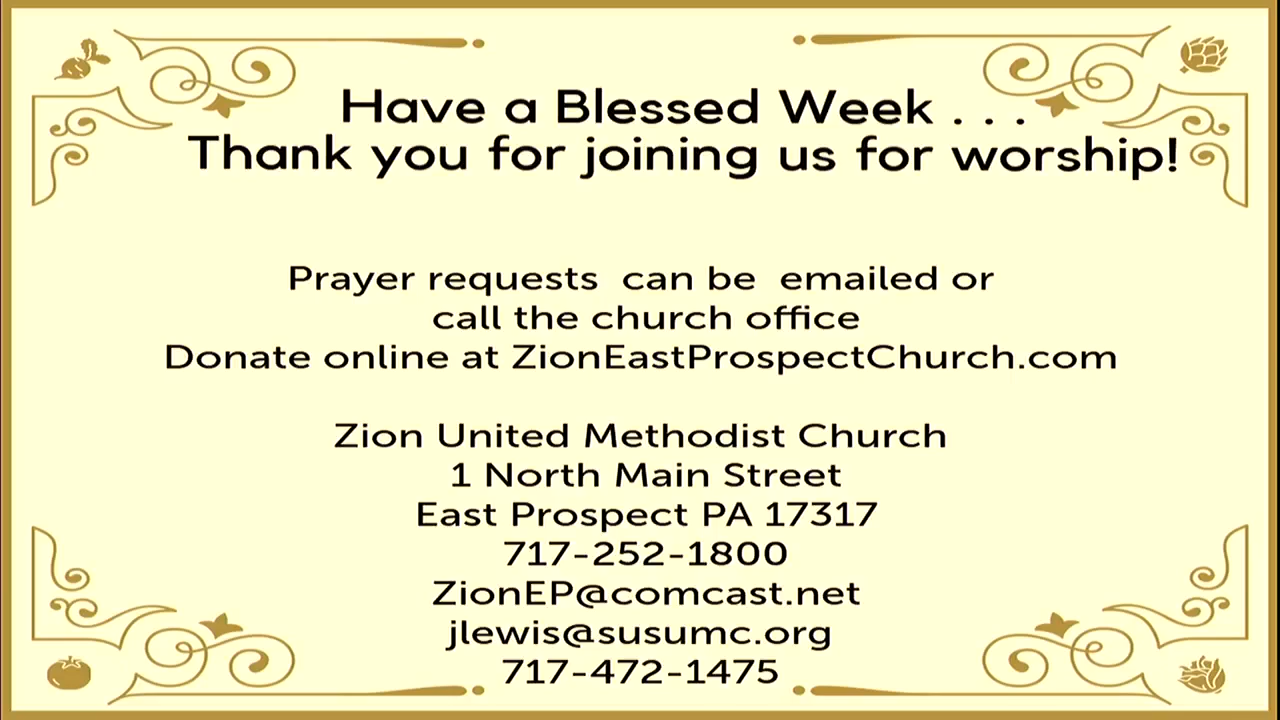 Have a Blessed Week . . .
Thank you for joining us for worship!
Prayer requests can be emailed or
call the church office
Donate online at ZionEastProspectChurch.com
Zion United Methodist Church
1 North Main Street
East Prospect PA 17317
717-252-1800
ZionEP@comcast.net
jlewis@susumc.org
717-472-1475